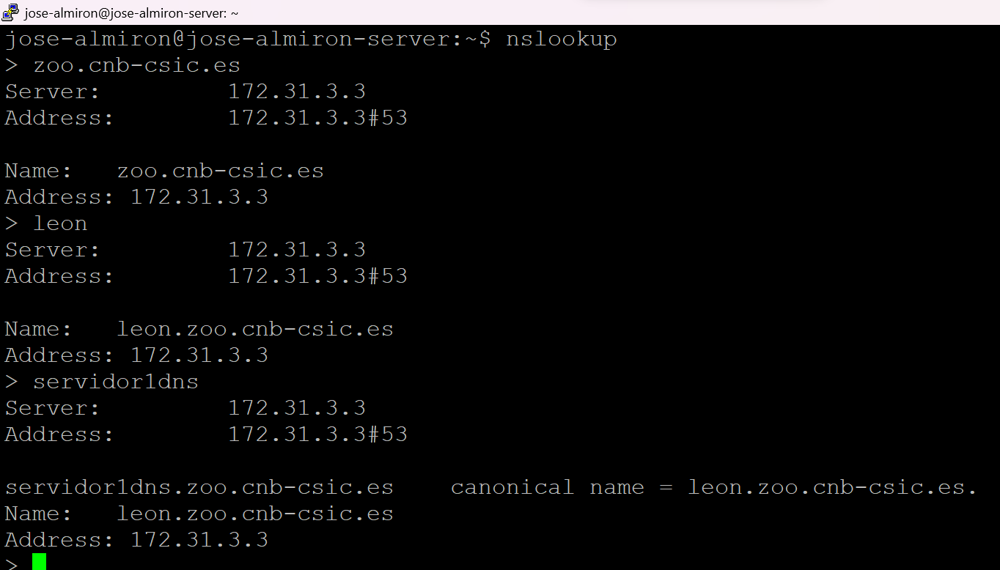 jose-almiron@jose-almiron-server: ~
jose-almiron@jose-almiron-server:~$ nslookup
> zoo.cnb-csic.es
Server:         172.31.3.3
Address:        172.31.3.3#53

Name:   zoo.cnb-csic.es
Address: 172.31.3.3
> leon
Server:         172.31.3.3
Address:        172.31.3.3#53

Name:   leon.zoo.cnb-csic.es
Address: 172.31.3.3
> servidor1dns
Server:         172.31.3.3
Address:        172.31.3.3#53

servidor1dns.zoo.cnb-csic.es    canonical name = leon.zoo.cnb-csic.es.
Name:   leon.zoo.cnb-csic.es
Address: 172.31.3.3
>